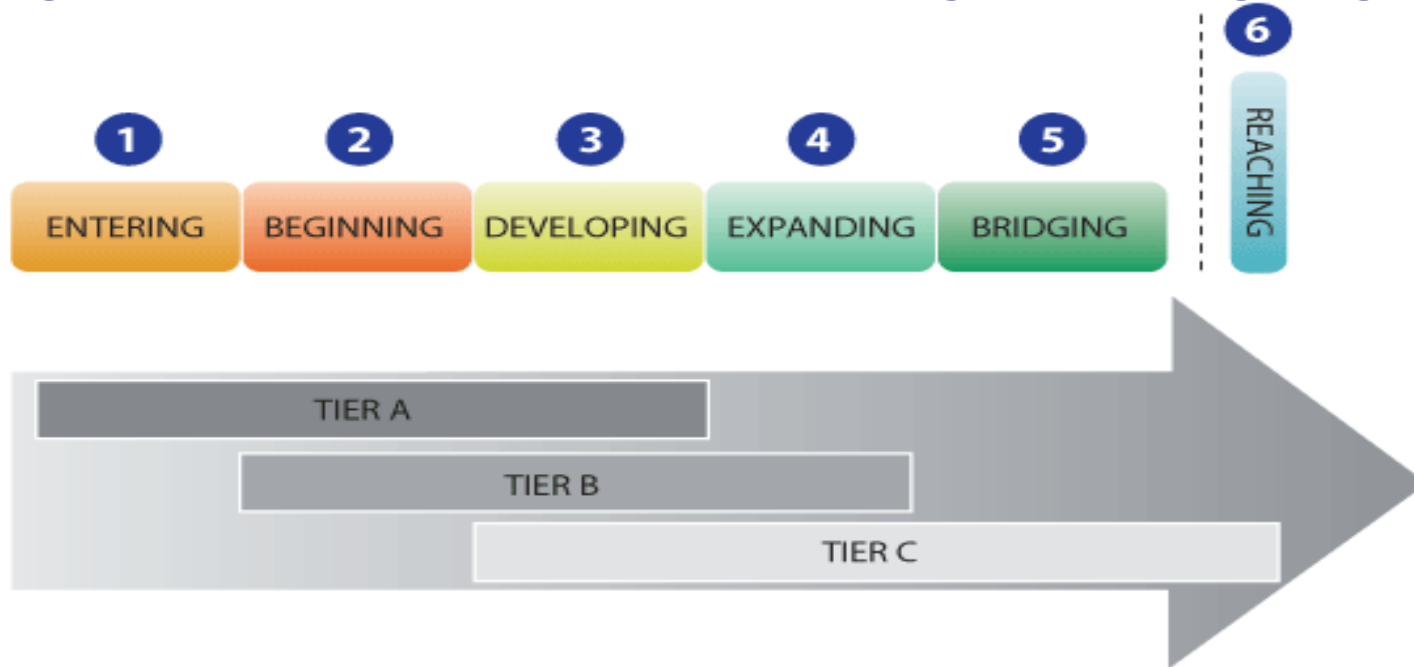 6
1 2 3 4 5
REACHING
ENTERING BEGINNING DEVELOPING EXPANDING BRIDGING
TIER A
TIER B
TIER C